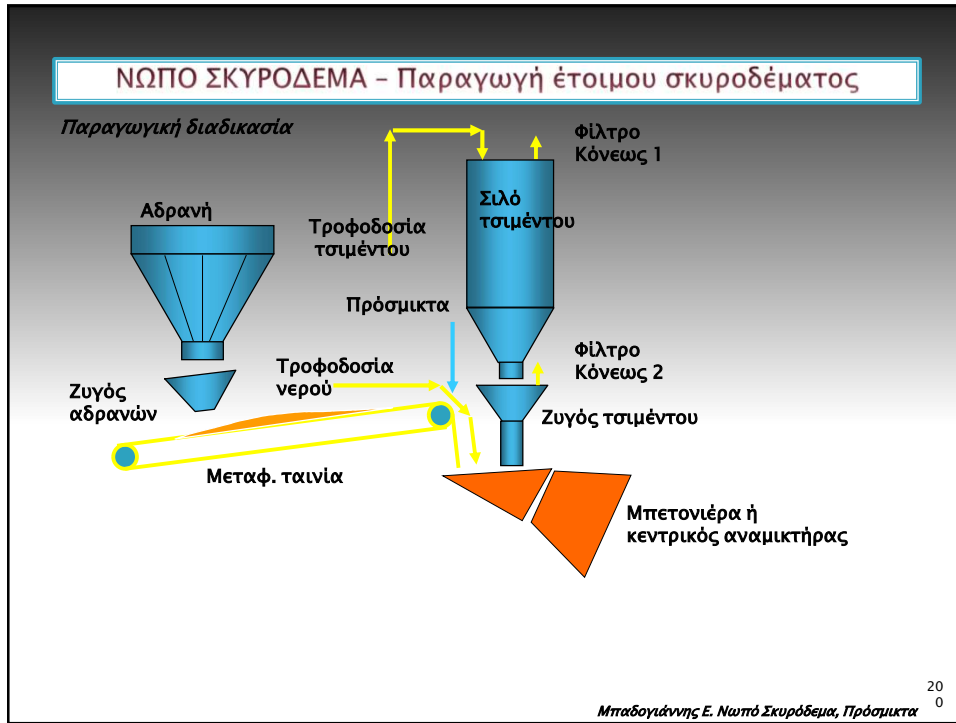 ΝΩΠΟ ΣΚΥΡΟΔΕΜΑ – Παραγωγή έτοιμου σκυροδέματος
Παραγωγική διαδικασία
Φίλτρο
Κόνεως 1
Σιλό
τσιμέντου
Αδρανή
Τροφοδοσία
τσιμέντου
Πρόσμικτα
Φίλτρο
Κόνεως 2
Τροφοδοσία
νερού
Ζυγός
αδρανών
Ζυγός τσιμέντου
Μεταφ. ταινία
Μπετονιέρα ή
κεντρικός αναμικτήρας
20
0
Μπαδογιάννης Ε. Νωπό Σκυρόδεμα, Πρόσμικτα